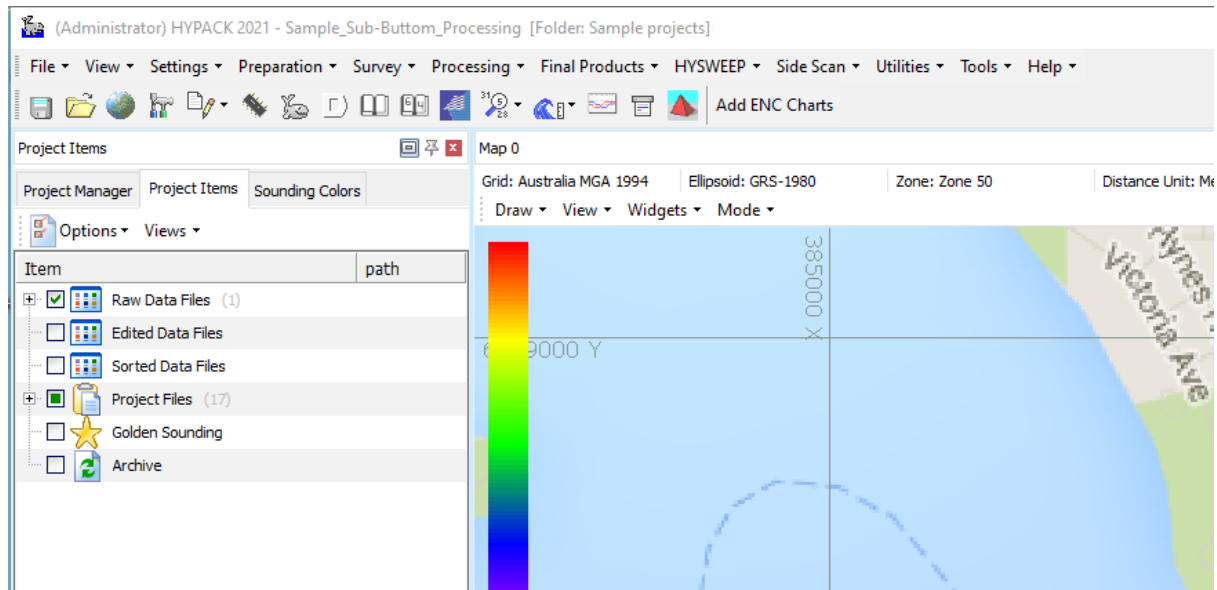 (Administrator) HYPACK 2021 - Sample_Sub-Buttom_Processing [Folder: Sample projects]
File View Settings Preparation Survey Processing Final Products HYSWEEP Side Scan Utilities Tools Help
Add ENC Charts
Project Items
Map 0
Project Manager Project Items Sounding Colors
Grid: Australia MGA 1994 Ellipsoid: GRS-1980 Zone: Zone 50 Distance Unit: Me
Options Views
Draw View Widgets Mode
Item path
Raw Data Files (1)
Edited Data Files
Sorted Data Files
Project Files (17)
Golden Sounding
Archive
385000 X
9000 Y
Hynes
Victoria Ave